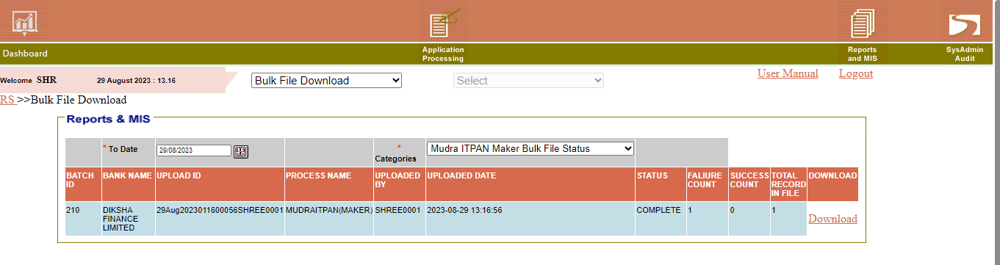 Dashboard
Application
Processing
Reports
and MIS
SysAdmin
Audit
Welcome SHR 29 August 2023 : 13.16
Bulk File Download
Select
User Manual
Logout
RS >>Bulk File Download
Reports & MIS
* To Date
29/08/2023
*
Categories
Mudra ITPAN Maker Bulk File Status
BATCH
ID
BANK NAME
UPLOAD ID
PROCESS NAME
UPLOADED
BY
UPLOADED DATE
STATUS
FALIURE
COUNT
SUCCESS
COUNT
TOTAL
RECORD
IN FILE
DOWNLOAD
210
DIKSHA
FINANCE
LIMITED
29Aug2023011600056SHREE0001
MUDRAITPAN(MAKER)
SHREE0001
2023-08-29 13:16:56
COMPLETE
1
0
1
Download